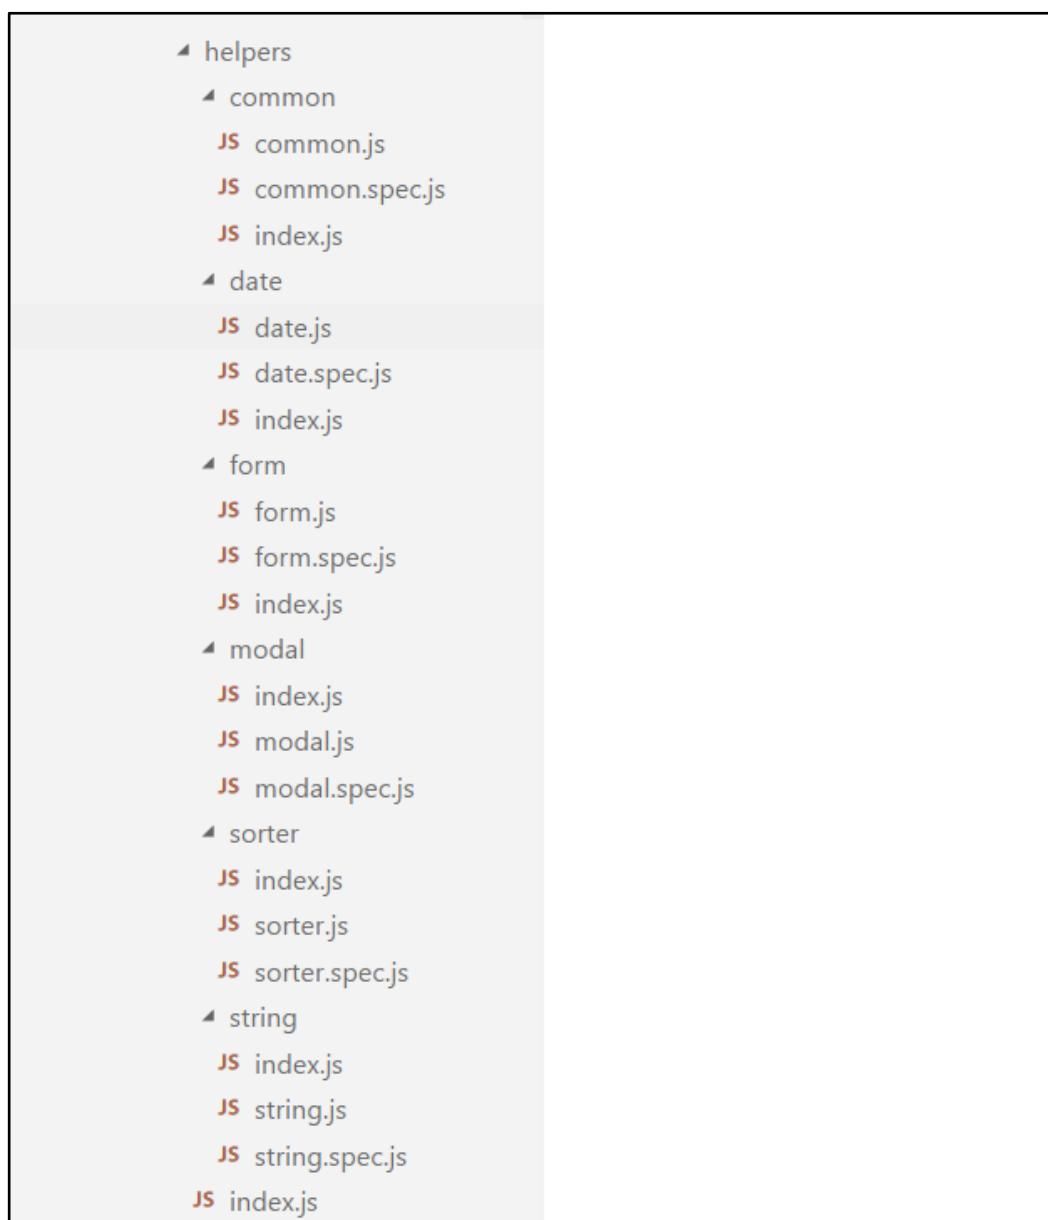 helpers
common
JS common.js
JS common.spec.js
JS index.js
date
JS date.js
JS date.spec.js
JS index.js
form
JS form.js
JS form.spec.js
JS index.js
modal
JS index.js
JS modal.js
JS modal.spec.js
sorter
JS index.js
JS sorter.js
JS sorter.spec.js
string
JS index.js
JS string.js
JS string.spec.js
JS index.js